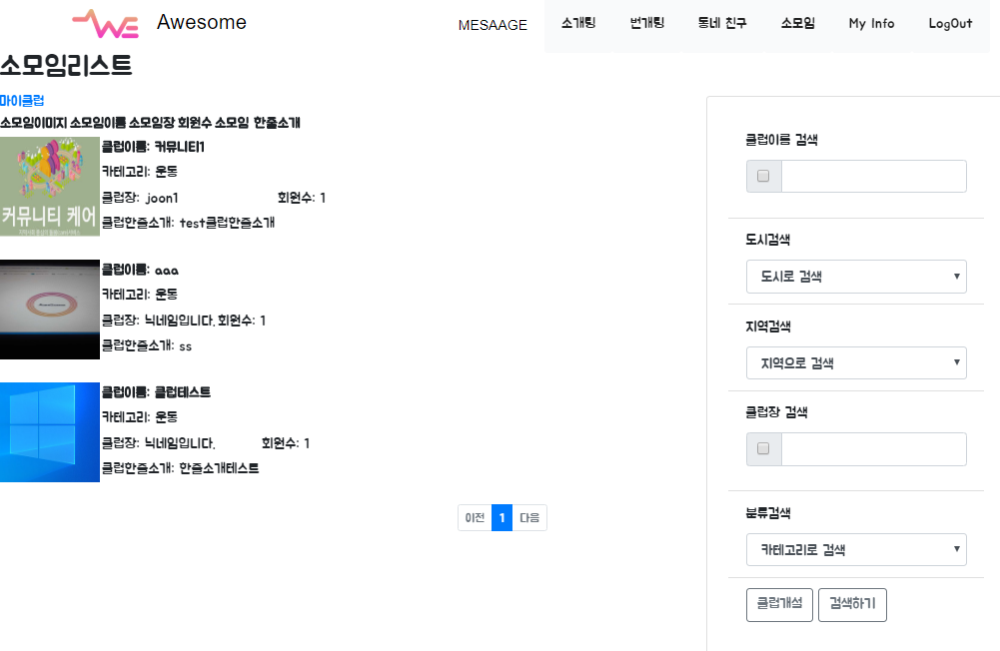 WE Awesome MESAAGE 소개팅 번개팅 동네 친구 소모임 My Info LogOut
소모임리스트
마이클럽
소모임이미지 소모임이름 소모임장 회원수 소모임 한줄소개
커뮤니티 케어
클럽이름: 커뮤니티1
카테고리: 운동
클럽장: joon1 회원수: 1
클럽한줄소개: test클럽한줄소개
클럽이름: aaa
카테고리: 운동
클럽장: 닉네임입니다. 회원수: 1
클럽한줄소개: ss
클럽이름: 클럽테스트
카테고리: 운동
클럽장: 닉네임입니다. 회원수: 1
클럽한줄소개: 한줄소개테스트
이전 1 다음
클럽이름 검색
도시검색
도시로 검색
지역검색
지역으로 검색
클럽장 검색
분류검색
카테고리로 검색
클럽개설 검색하기